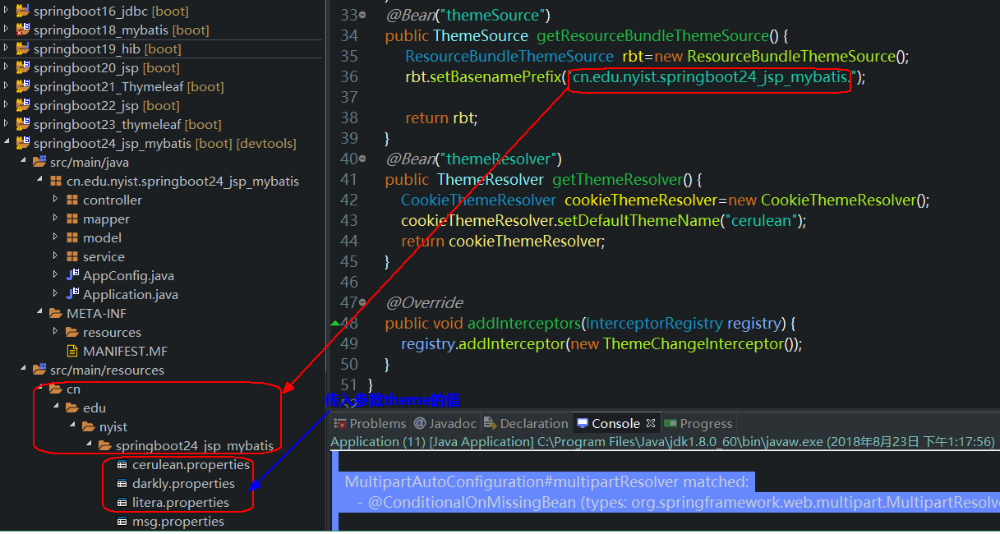 springboot16_jdbc [boot]
springboot18_mybatis [boot]
springboot19_hib [boot]
springboot20_jsp [boot]
springboot21_Thymeleaf [boot]
springboot22_jsp [boot]
springboot23_thymeleaf [boot]
springboot24_jsp_mybatis [boot] [devtools]
src/main/java
cn.edu.nyist.springboot24_jsp_mybatis
controller
mapper
model
service
AppConfig.java
Application.java
META-INF
resources
MANIFEST.MF
src/main/resources
cn
edu
nyist
springboot24_jsp_mybatis
cerulean.properties
darkly.properties
litera.properties
msg.properties
33 @Bean("themeSource")
34 public ThemeSource getResourceBundleThemeSource() {
35 ResourceBundleThemeSource rbt=new ResourceBundleThemeSource();
36 rbt.setBasenamePrefix("cn.edu.nyist.springboot24_jsp_mybatis.");
37
38 return rbt;
39 }
40 @Bean("themeResolver")
41 public ThemeResolver getThemeResolver() {
42 CookieThemeResolver cookieThemeResolver=new CookieThemeResolver();
43 cookieThemeResolver.setDefaultThemeName("cerulean");
44 return cookieThemeResolver;
45 }
46
47 @Override
48 public void addInterceptors(InterceptorRegistry registry) {
49 registry.addInterceptor(new ThemeChangeInterceptor());
50 }
51 }
传入参数theme的值
Problems @ Javadoc Declaration Console Progress
Application (11) [Java Application] C:\Program Files\Java\jdk1.8.0_60\bin\javaw.exe (2018年8月23日 下午1:17:56)
MultipartAutoConfiguration#multipartResolver matched:
- @ConditionalOnMissingBean (types: org.springframework.web.multipart.MultipartResolve